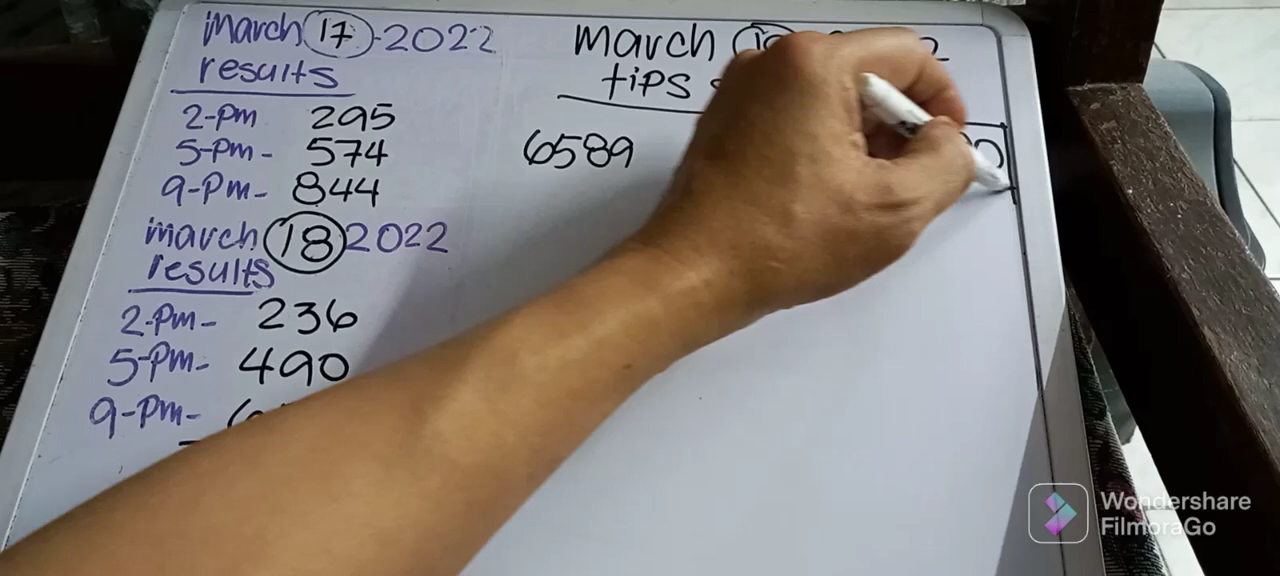 march 17-2022
results
2-pm 295
5-pm- 574
9-pm- 844
march 18 2022
results
2-pm- 236
5-pm- 490
9-pm-
march
tips
6589
Wondershare
FilmoraGo